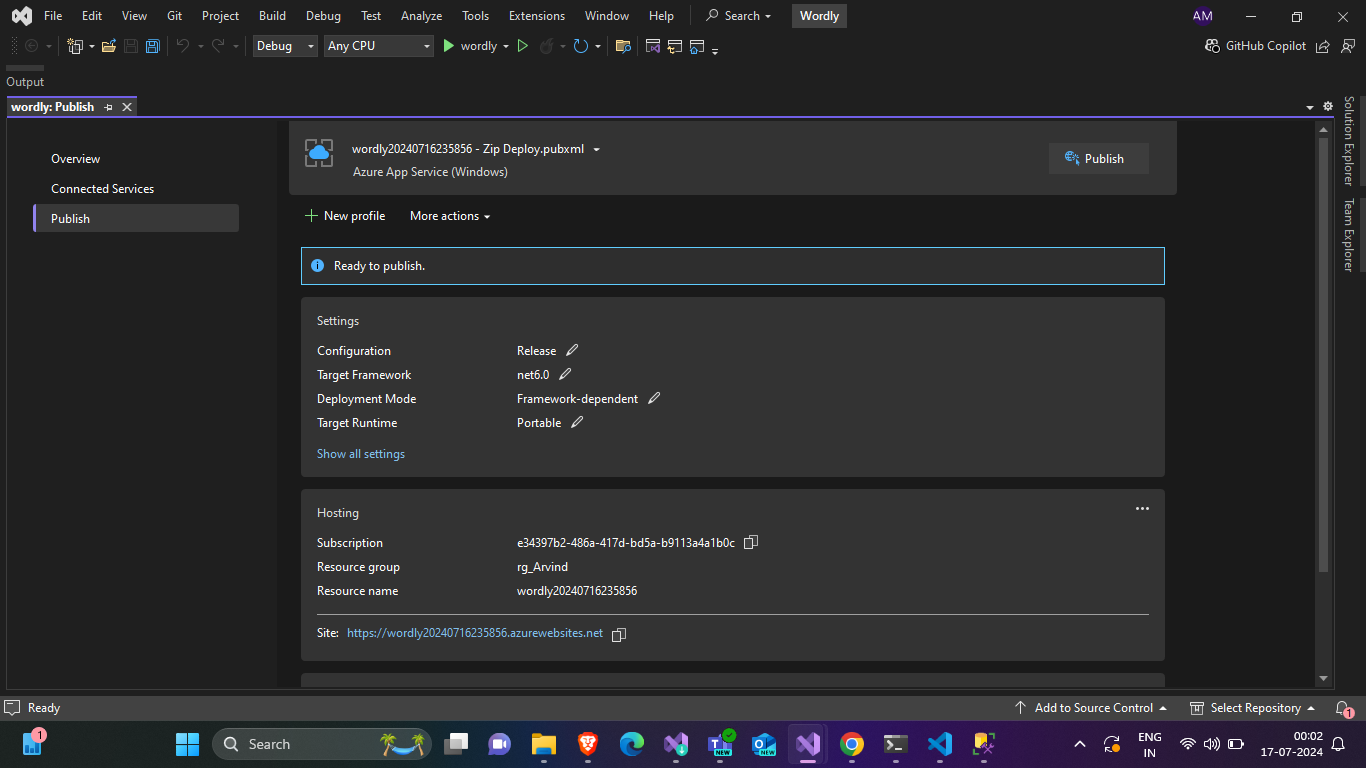 File Edit View Git Project Build Debug Test Analyze Tools Extensions Window Help Search Wordly AM
Debug Any CPU wordly GitHub Copilot
Output
wordly: Publish
Solution Explorer
Team Explorer
Overview
Connected Services
Publish
wordly20240716235856 - Zip Deploy.pubxml
Azure App Service (Windows)
Publish
New profile More actions
Ready to publish.
Settings
Configuration Release
Target Framework net6.0
Deployment Mode Framework-dependent
Target Runtime Portable
Show all settings
Hosting
Subscription e34397b2-486a-417d-bd5a-b9113a4a1b0c
Resource group rg_Arvind
Resource name wordly20240716235856
Site: https://wordly20240716235856.azurewebsites.net
Ready Add to Source Control Select Repository 1
1 Search NEW NEW ENG 00:02
IN 17-07-2024